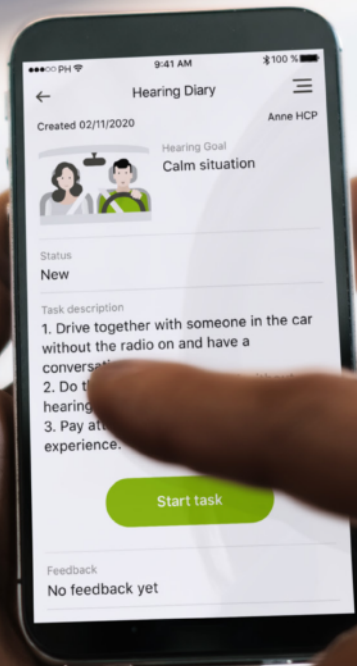 PH 9:41 AM 100 %
Hearing Diary
Created 02/11/2020 Anne HCP
Hearing Goal
Calm situation
Status
New
Task description
1. Drive together with someone in the car
without the radio on and have a
2. Do
hearing
3. Pay
experience.
Start task
Feedback
No feedback yet